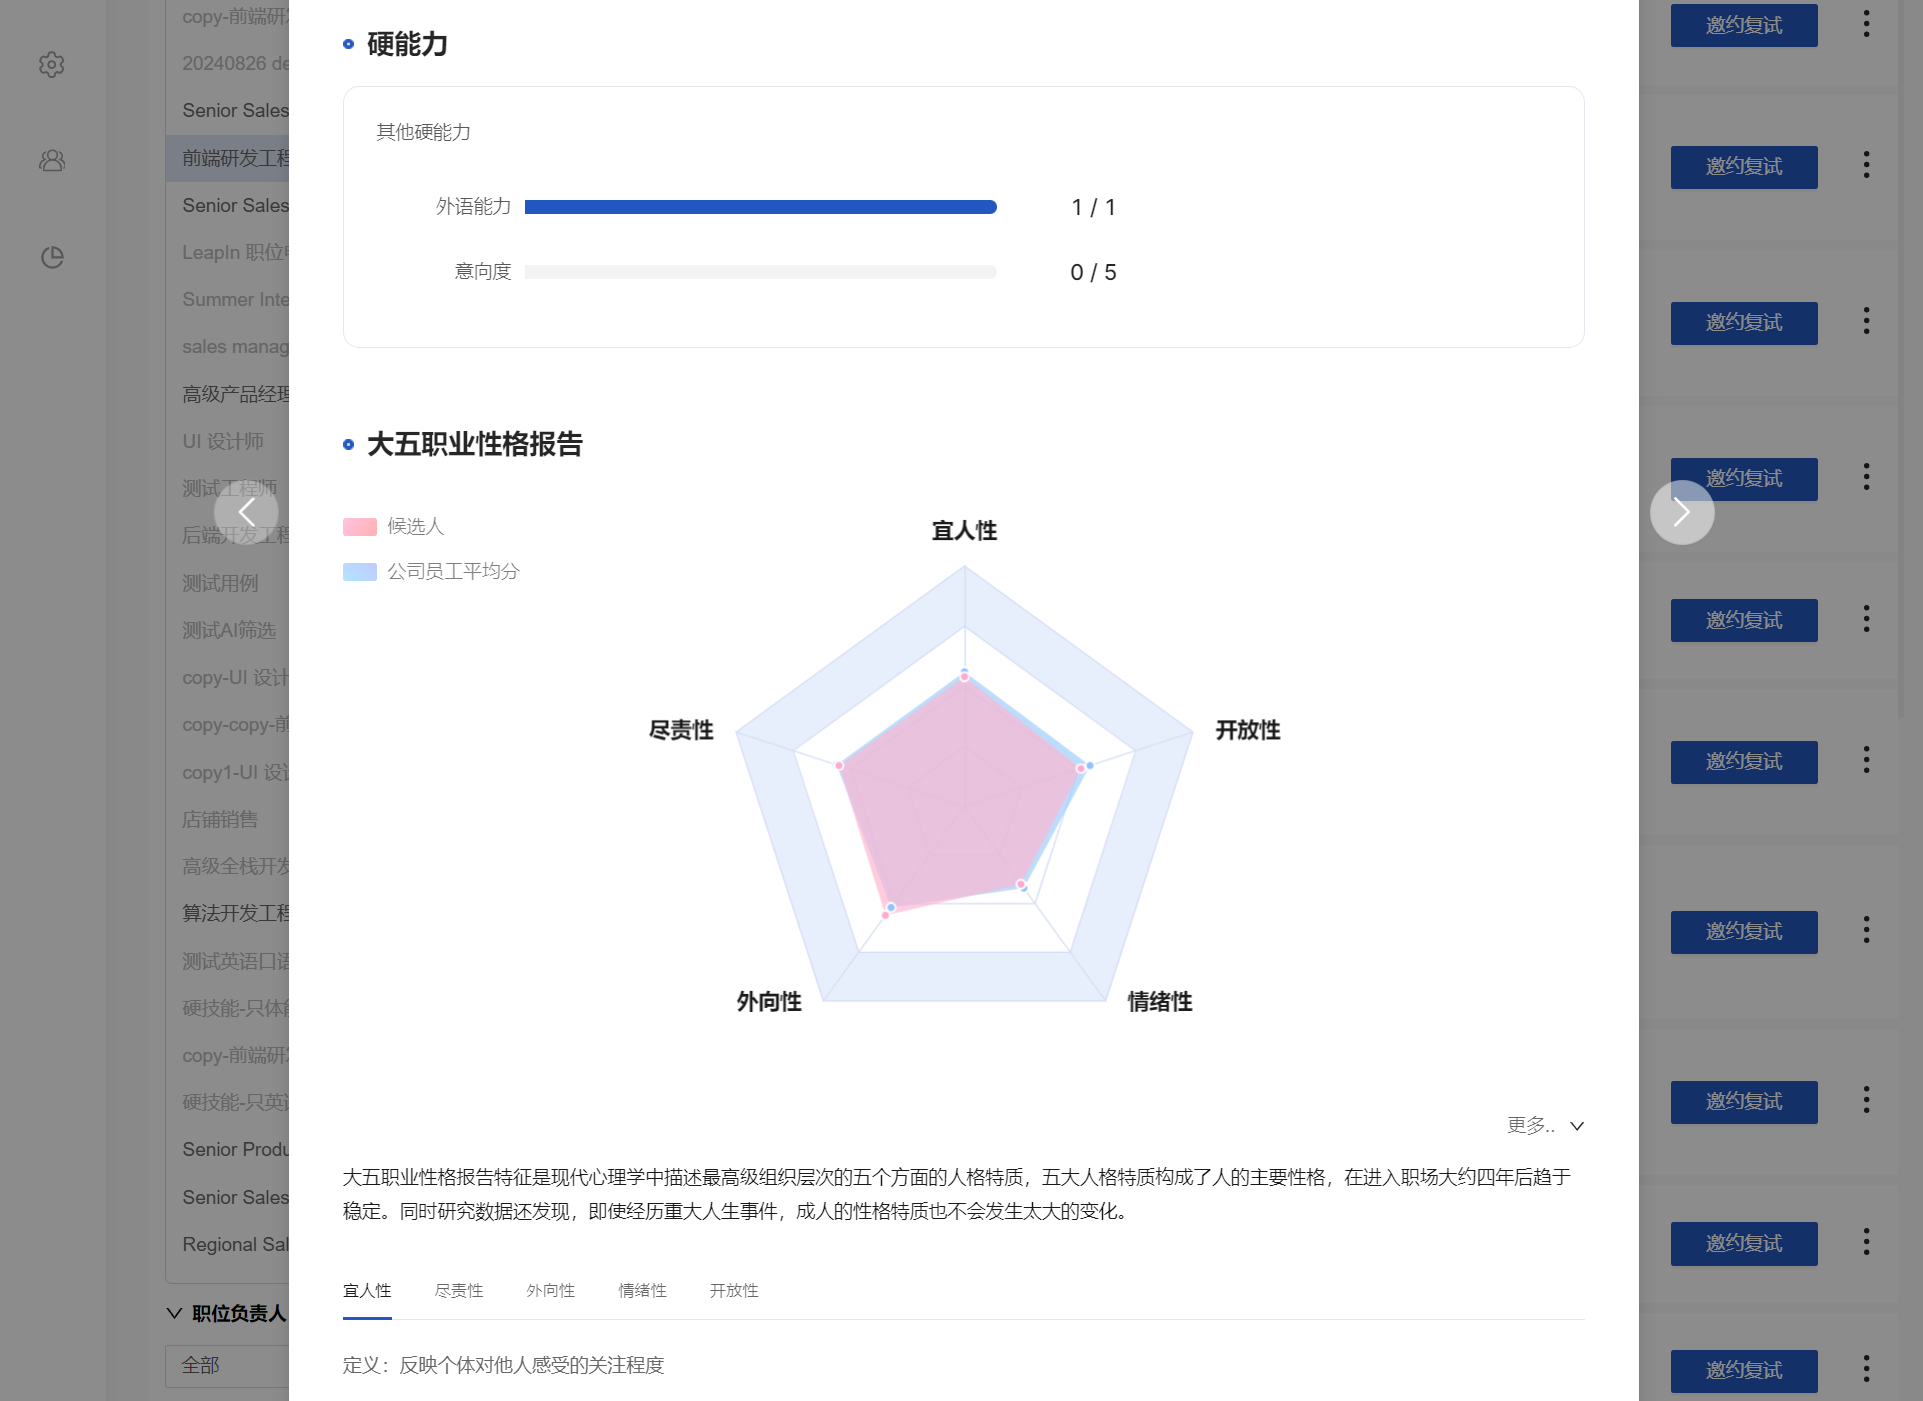 copy-前端研
20240826 de
Senior Sales
前端研发工程
Senior Sales
LeapIn 职位
Summer Inte
sales manag
高级产品经理
UI 设计师
测试工程师
后端开发工程
测试用例
测试AI筛选
copy-UI 设计
copy-copy-前
copy1-UI 设
店铺销售
高级全栈开发
算法开发工程
测试英语口语
硬技能-只体
copy-前端研
硬技能-只英
Senior Produ
Senior Sales
Regional Sal
职位负责人
全部
硬能力
其他硬能力
外语能力 1 / 1
意向度 0 / 5
大五职业性格报告
候选人
公司员工平均分
宜人性
尽责性
开放性
外向性
情绪性
更多..
大五职业性格报告特征是现代心理学中描述最高级组织层次的五个方面的人格特质，五大人格特质构成了人的主要性格，在进入职场大约四年后趋于
稳定。同时研究数据还发现，即使经历重大人生事件，成人的性格特质也不会发生太大的变化。
宜人性 尽责性 外向性 情绪性 开放性
定义：反映个体对他人感受的关注程度
邀约复试
邀约复试
邀约复试
邀约复试
邀约复试
邀约复试
邀约复试
邀约复试
邀约复试
邀约复试